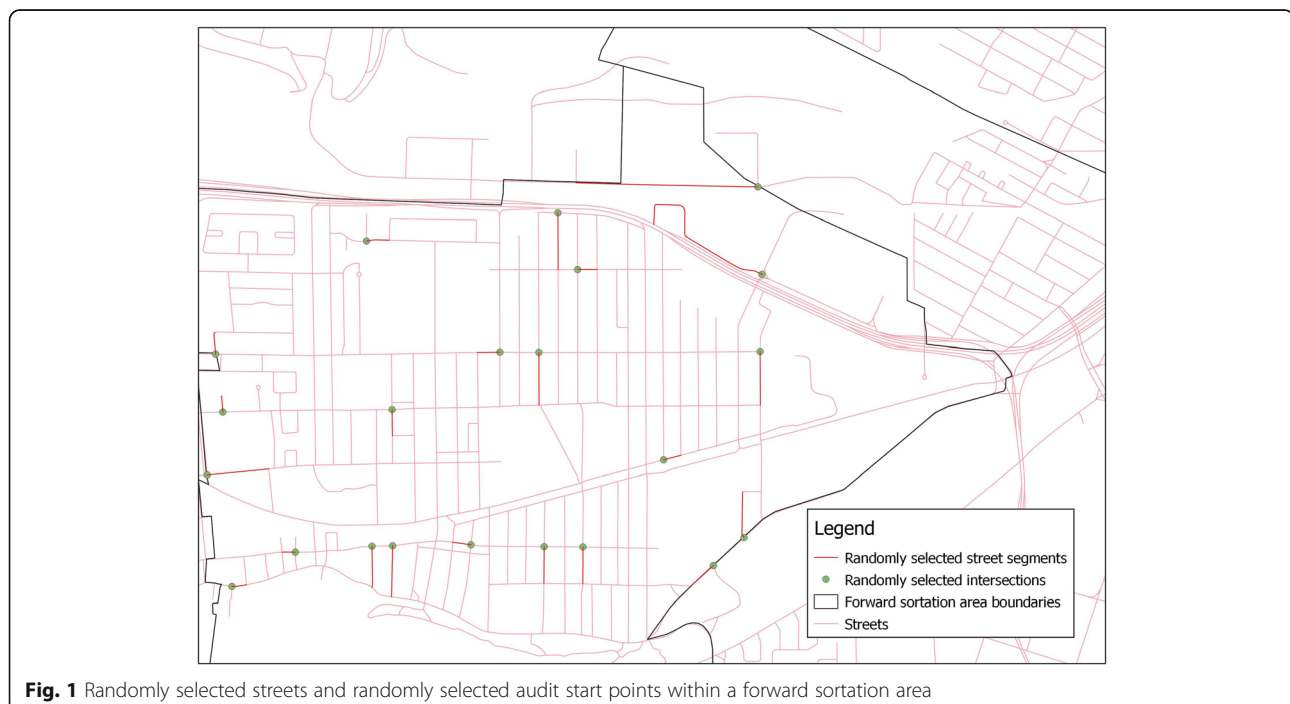 Legend
Randomly selected street segments
Randomly selected intersections
Forward sortation area boundaries
Streets
Fig. 1 Randomly selected streets and randomly selected audit start points within a forward sortation area